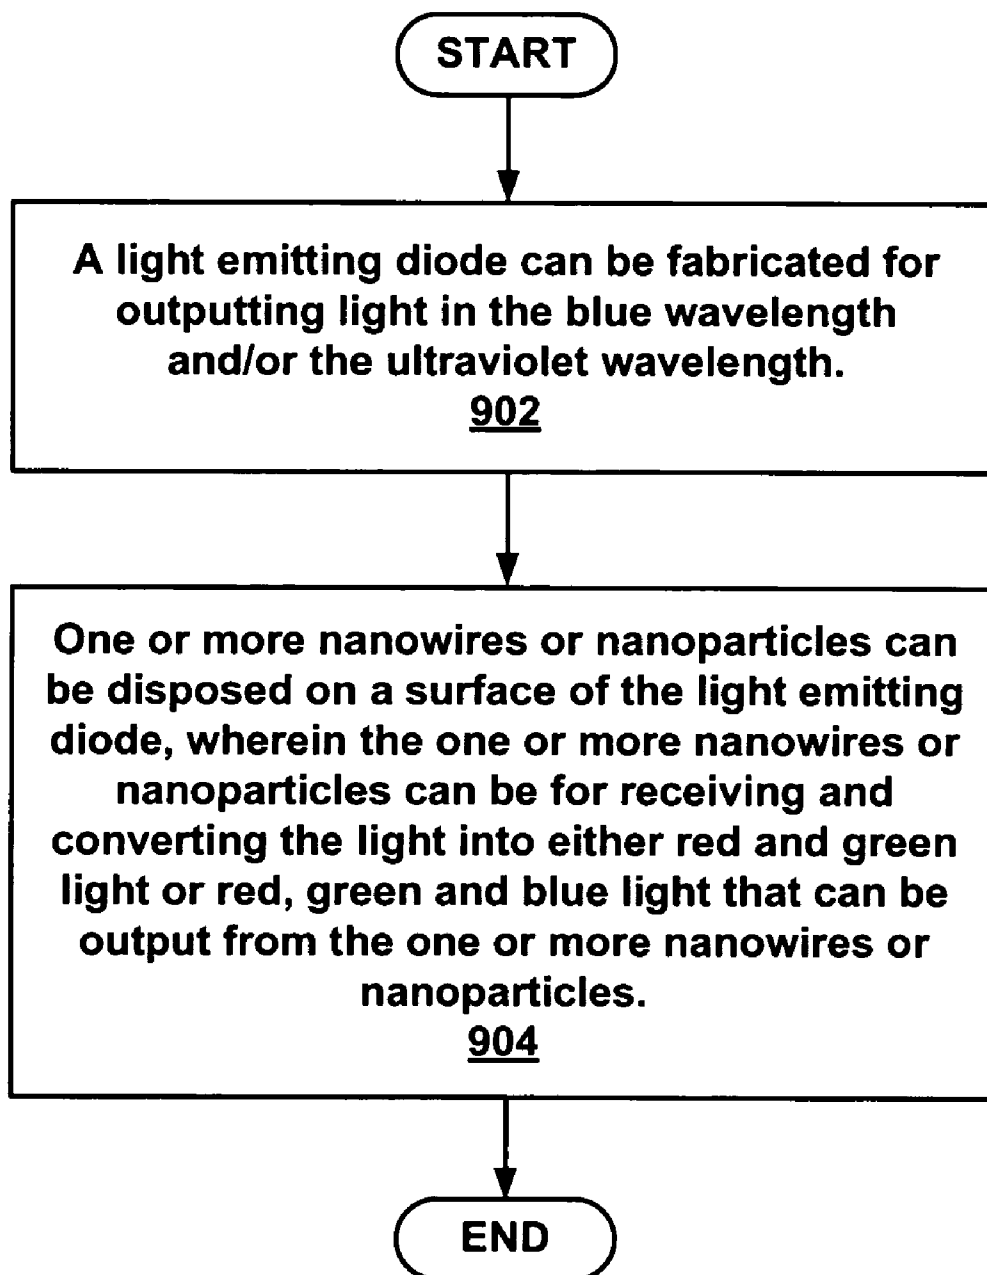 START
A light emitting diode can be fabricated for
outputting light in the blue wavelength
and/or the ultraviolet wavelength.
902
One or more nanowires or nanoparticles can
be disposed on a surface of the light emitting
diode, wherein the one or more nanowires or
nanoparticles can be for receiving and
converting the light into either red and green
light or red, green and blue light that can be
output from the one or more nanowires or
nanoparticles.
904
END